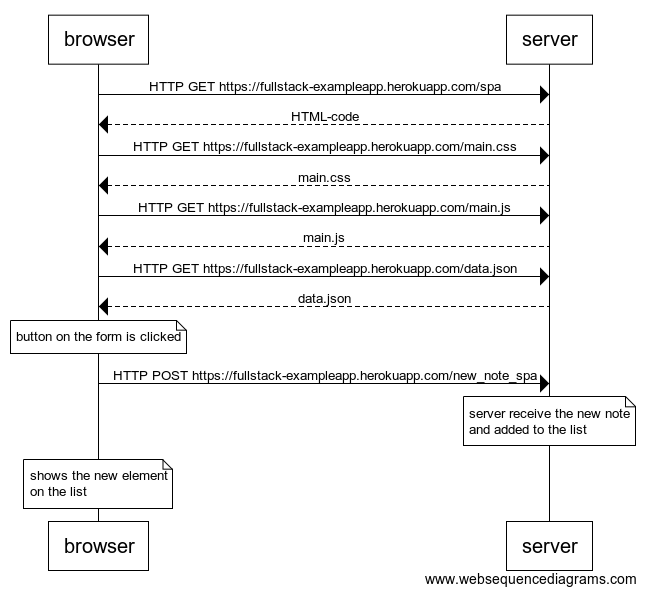 browser server
HTTP GET https://fullstack-exampleapp.herokuapp.com/spa
HTML-code
HTTP GET https://fullstack-exampleapp.herokuapp.com/main.css
main.css
HTTP GET https://fullstack-exampleapp.herokuapp.com/main.js
main.js
HTTP GET https://fullstack-exampleapp.herokuapp.com/data.json
data.json
button on the form is clicked
HTTP POST https://fullstack-exampleapp.herokuapp.com/new_note_spa
server receive the new note
and added to the list
shows the new element
on the list
browser server
www.websequencediagrams.com